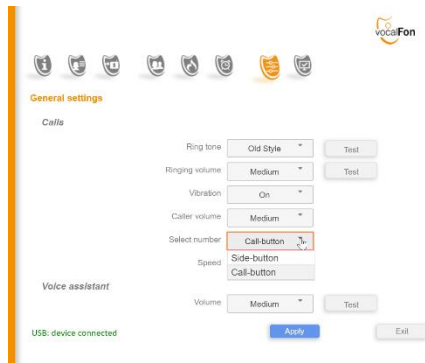 vocalFon
General settings
Calls
Ring tone Old Style Test
Ringing volume Medium Test
Vibration On
Caller volume Medium
Select number Call-button
Side-button
Speed
Call-button
Voice assistant
Volume Medium Test
USB: device connected Apply Exit